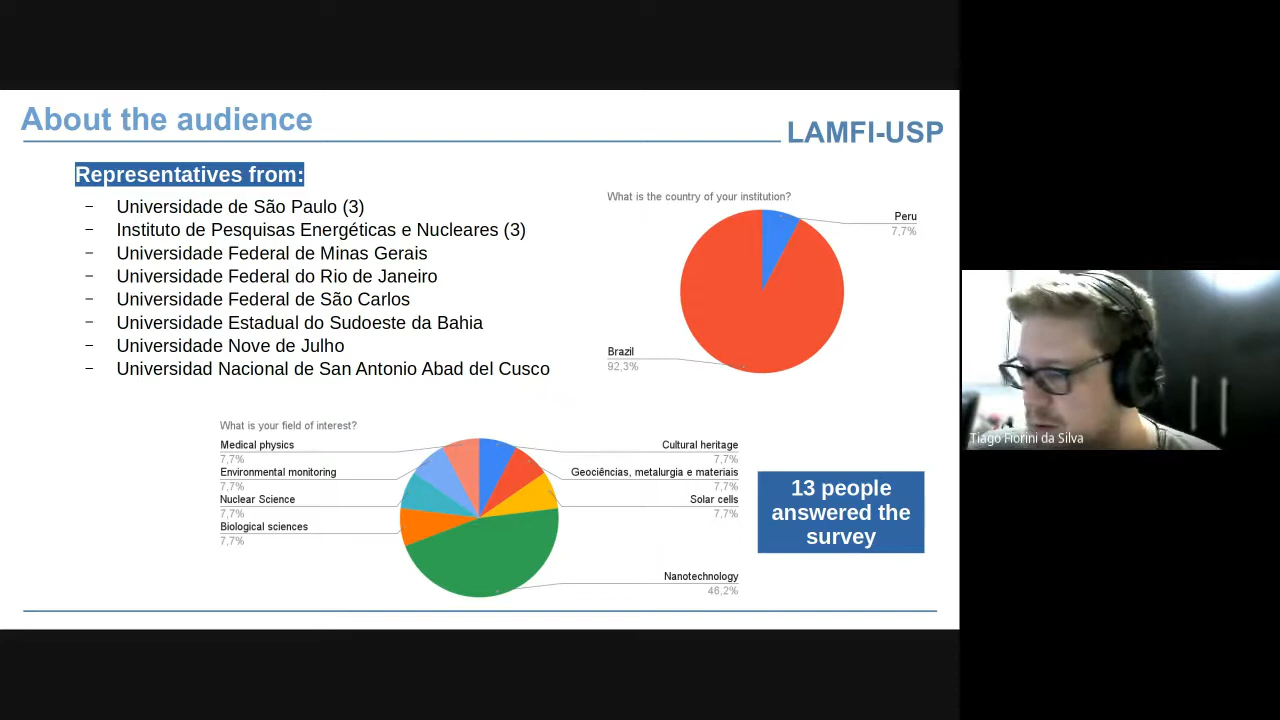 About the audience
LAMFI-USP
Representatives from:
– Universidade de São Paulo (3)
– Instituto de Pesquisas Energéticas e Nucleares (3)
– Universidade Federal de Minas Gerais
– Universidade Federal do Rio de Janeiro
– Universidade Federal de São Carlos
– Universidade Estadual do Sudoeste da Bahia
– Universidade Nove de Julho
– Universidad Nacional de San Antonio Abad del Cusco
What is the country of your institution?
Peru
7,7%
Brazil
92,3%
What is your field of interest?
Medical physics
7,7%
Environmental monitoring
7,7%
Nuclear Science
7,7%
Biological sciences
7,7%
Cultural heritage
7,7%
Geociências, metalurgia e materiais
7,7%
Solar cells
7,7%
Nanotechnology
46,2%
13 people
answered the
survey
Tiago Fiorini da Silva